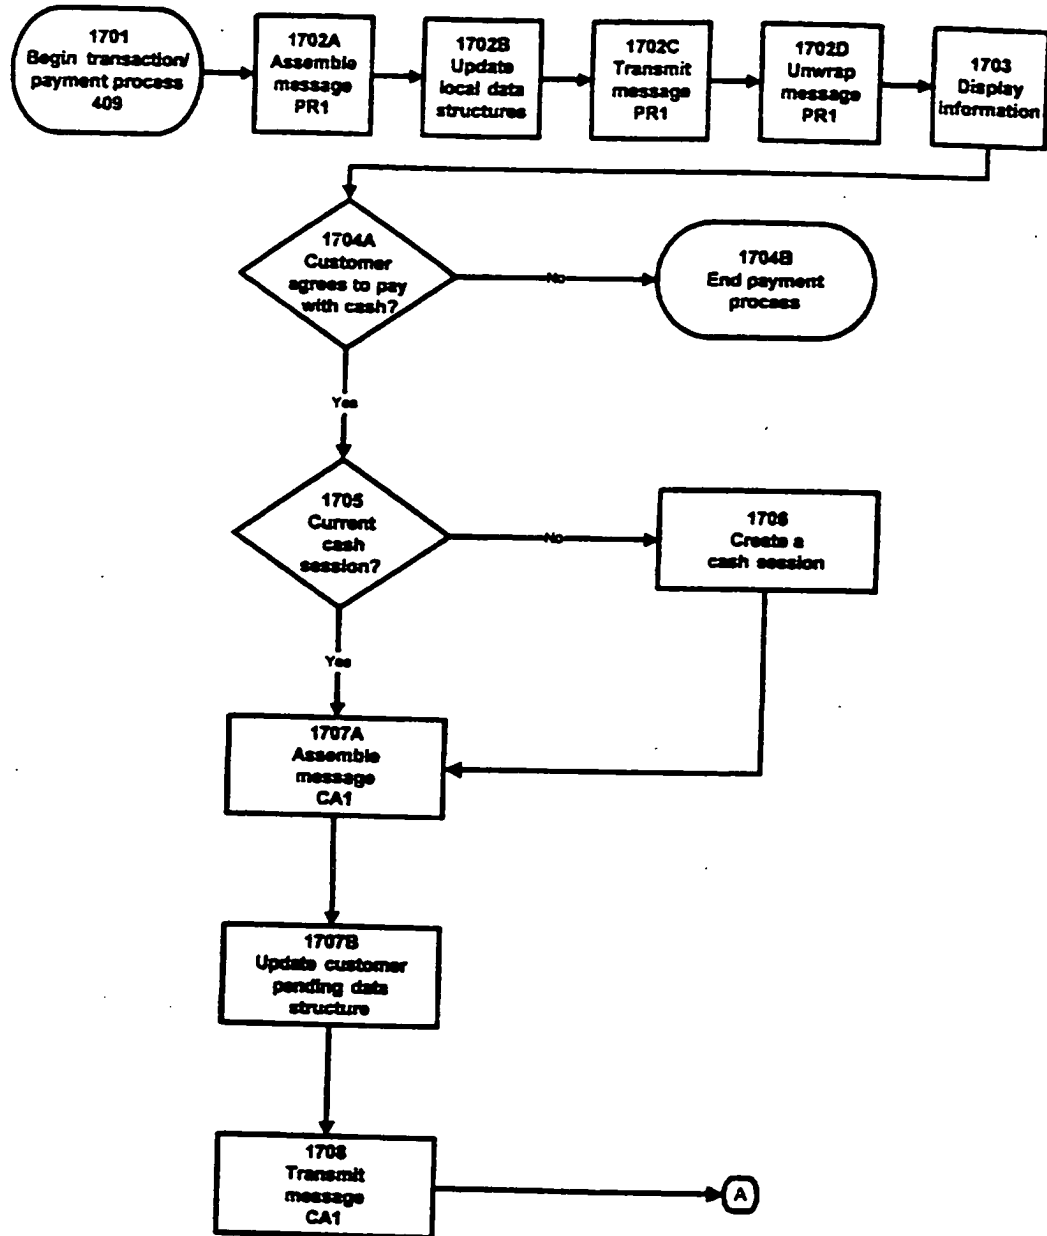 1701
Begin transaction/
payment process
409
1702A
Assemble
message
PR1
1702B
Update
local data
structures
1702C
Transmit
message
PR1
1702D
Unwrap
message
PR1
1703
Display
information
1704A
Customer
agrees to pay
with cash?
No
1704B
End payment
process
Yes
1705
Current
cash
session?
No
1706
Create a
cash session
Yes
1707A
Assemble
message
CA1
1707B
Update customer
pending data
structure
1708
Transmit
message
CA1
A